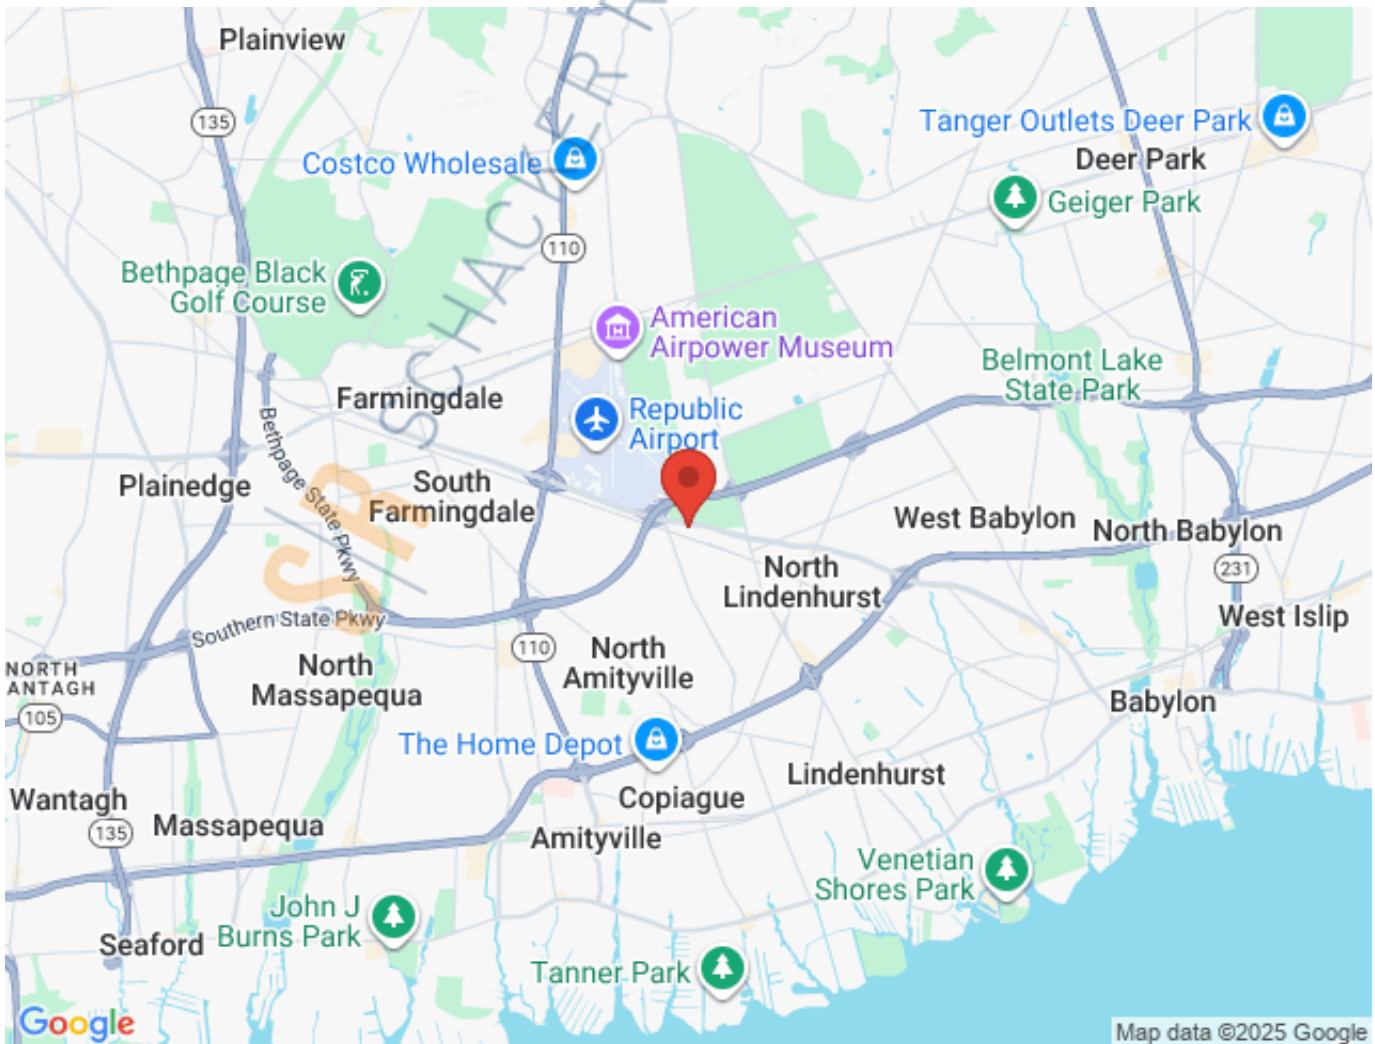 Plainview
135
Costco Wholesale
Tanger Outlets Deer Park
Deer Park
Geiger Park
110
Bethpage Black
Golf Course
American
Airpower Museum
Belmont Lake
State Park
Farmingdale
Republic
Airport
SCHACKER R
Bethpage State Pkwy
Plainedge
South
Farmingdale
SIR
West Babylon
North Babylon
North
Lindenhurst
231
West Islip
Southern State Pkwy
110
North
Amityville
NORTH
ANTAGH
North
Massapequa
105
Babylon
The Home Depot
Lindenhurst
Copiague
Wantagh
135
Massapequa
Amityville
Venetian
Shores Park
John J
Burns Park
Seaford
Tanner Park
Google
Map data ©2025 Google